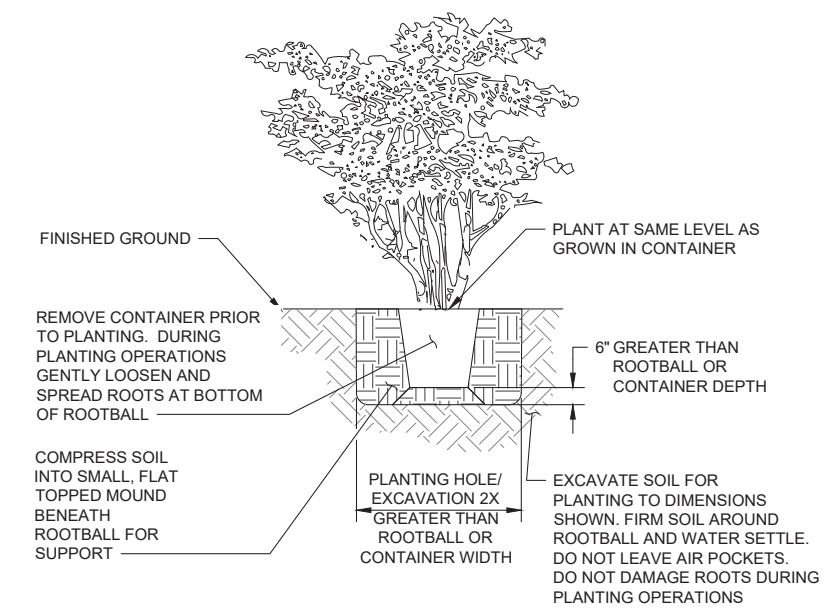 FINISHED GROUND
PLANT AT SAME LEVEL AS
GROWN IN CONTAINER
REMOVE CONTAINER PRIOR
TO PLANTING. DURING
PLANTING OPERATIONS
GENTLY LOOSEN AND
SPREAD ROOTS AT BOTTOM
OF ROOTBALL
6" GREATER THAN
ROOTBALL OR
CONTAINER DEPTH
COMPRESS SOIL
INTO SMALL, FLAT
TOPPED MOUND
BENEATH
ROOTBALL FOR
SUPPORT
PLANTING HOLE/
EXCAVATION 2X
GREATER THAN
ROOTBALL OR
CONTAINER WIDTH
EXCAVATE SOIL FOR
PLANTING TO DIMENSIONS
SHOWN. FIRM SOIL AROUND
ROOTBALL AND WATER SETTLE.
DO NOT LEAVE AIR POCKETS.
DO NOT DAMAGE ROOTS DURING
PLANTING OPERATIONS